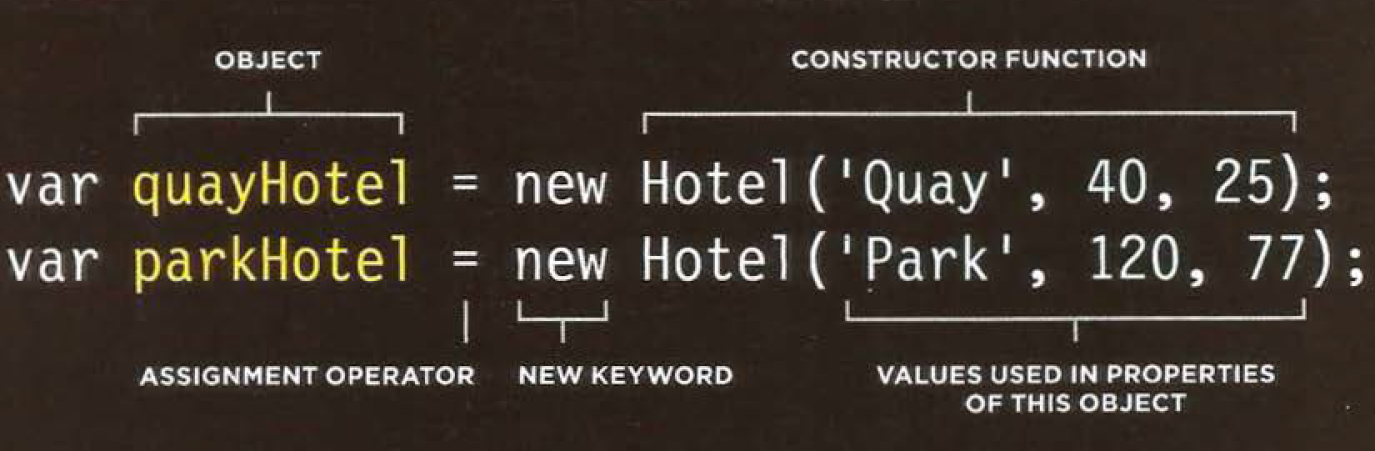 OBJECT CONSTRUCTOR FUNCTION
var quayHotel = new Hotel('Quay', 40, 25);
var parkHotel = new Hotel('Park', 120, 77);
ASSIGNMENT OPERATOR NEW KEYWORD VALUES USED IN PROPERTIES
OF THIS OBJECT